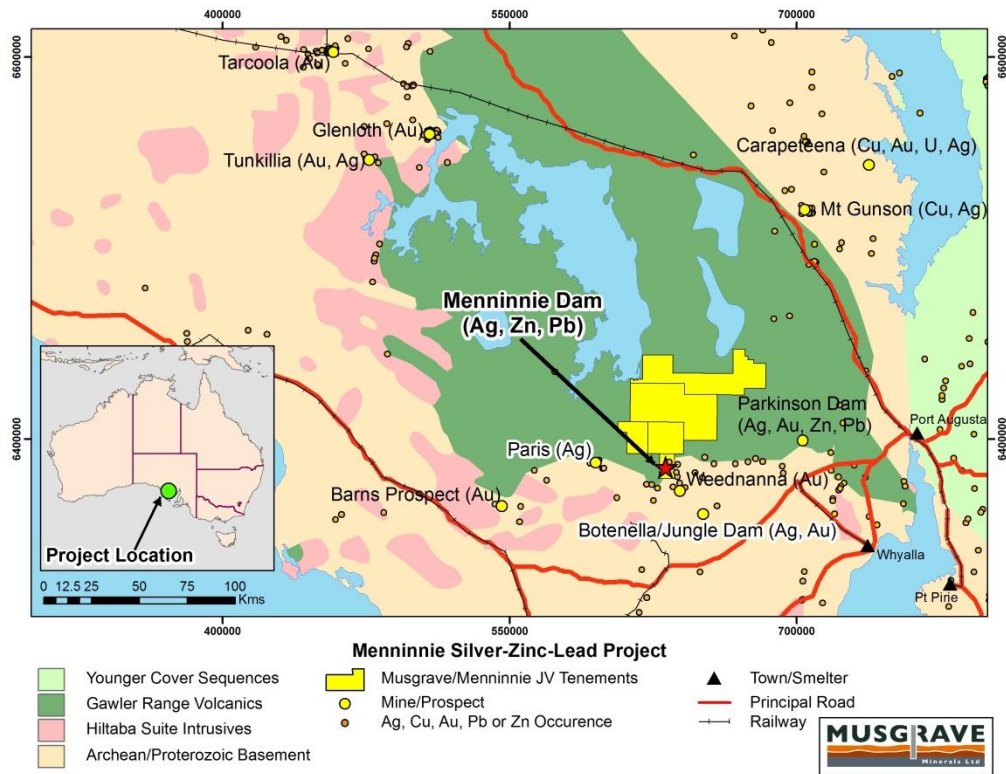 400000
550000
700000
6600000
6600000
Tarcoola (Au)
Glenloth (Au)
Tunkillia (Au, Ag)
Carapeteena (Cu, Au, U, Ag)
Mt Gunson (Cu, Ag)
Menninnie Dam
(Ag, Zn, Pb)
Parkinson Dam
(Ag, Au, Zn, Pb)
Port Augusta
6400000
6400000
Paris (Ag)
Weednanna (Au)
Barns Prospect (Au)
Botenella/Jungle Dam (Ag, Au)
Project Location
Whyalla
Pt Pirie
0 12.5 25 50 75 100
Kms
400000
550000
700000
Menninnie Silver-Zinc-Lead Project
Younger Cover Sequences
Gawler Range Volcanics
Hiltaba Suite Intrusives
Archean/Proterozoic Basement
Musgrave/Menninnie JV Tenements
Mine/Prospect
Ag, Cu, Au, Pb or Zn Occurence
Town/Smelter
Principal Road
Railway
MUSGRAVE
Minerals Ltd